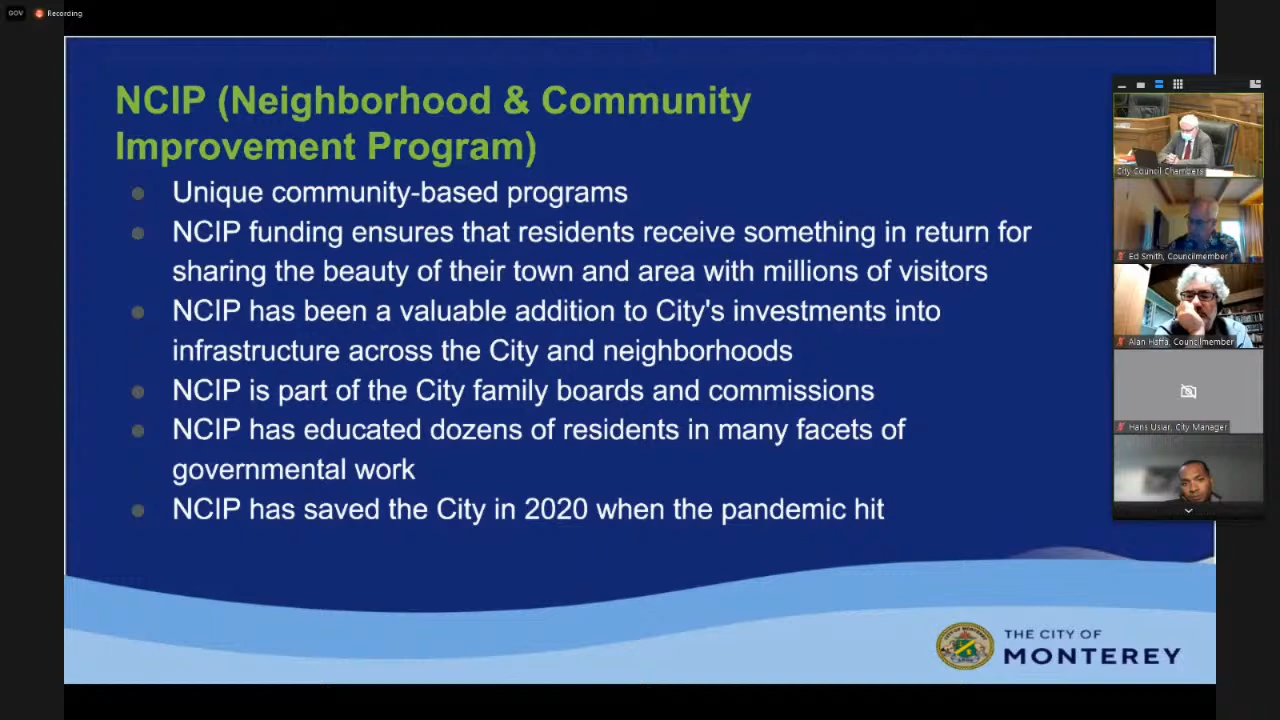 GOV
Recording
NCIP (Neighborhood & Community
Improvement Program)
Unique community-based programs
NCIP funding ensures that residents receive something in return for
sharing the beauty of their town and area with millions of visitors
NCIP has been a valuable addition to City's investments into
infrastructure across the City and neighborhoods
NCIP is part of the City family boards and commissions
NCIP has educated dozens of residents in many facets of
governmental work
NCIP has saved the City in 2020 when the pandemic hit
City Council Chambers
Ed Smith, Councilmember
Alan Haffa, Councilmember
Hans Uslar, City Manager
THE CITY OF
MONTEREY